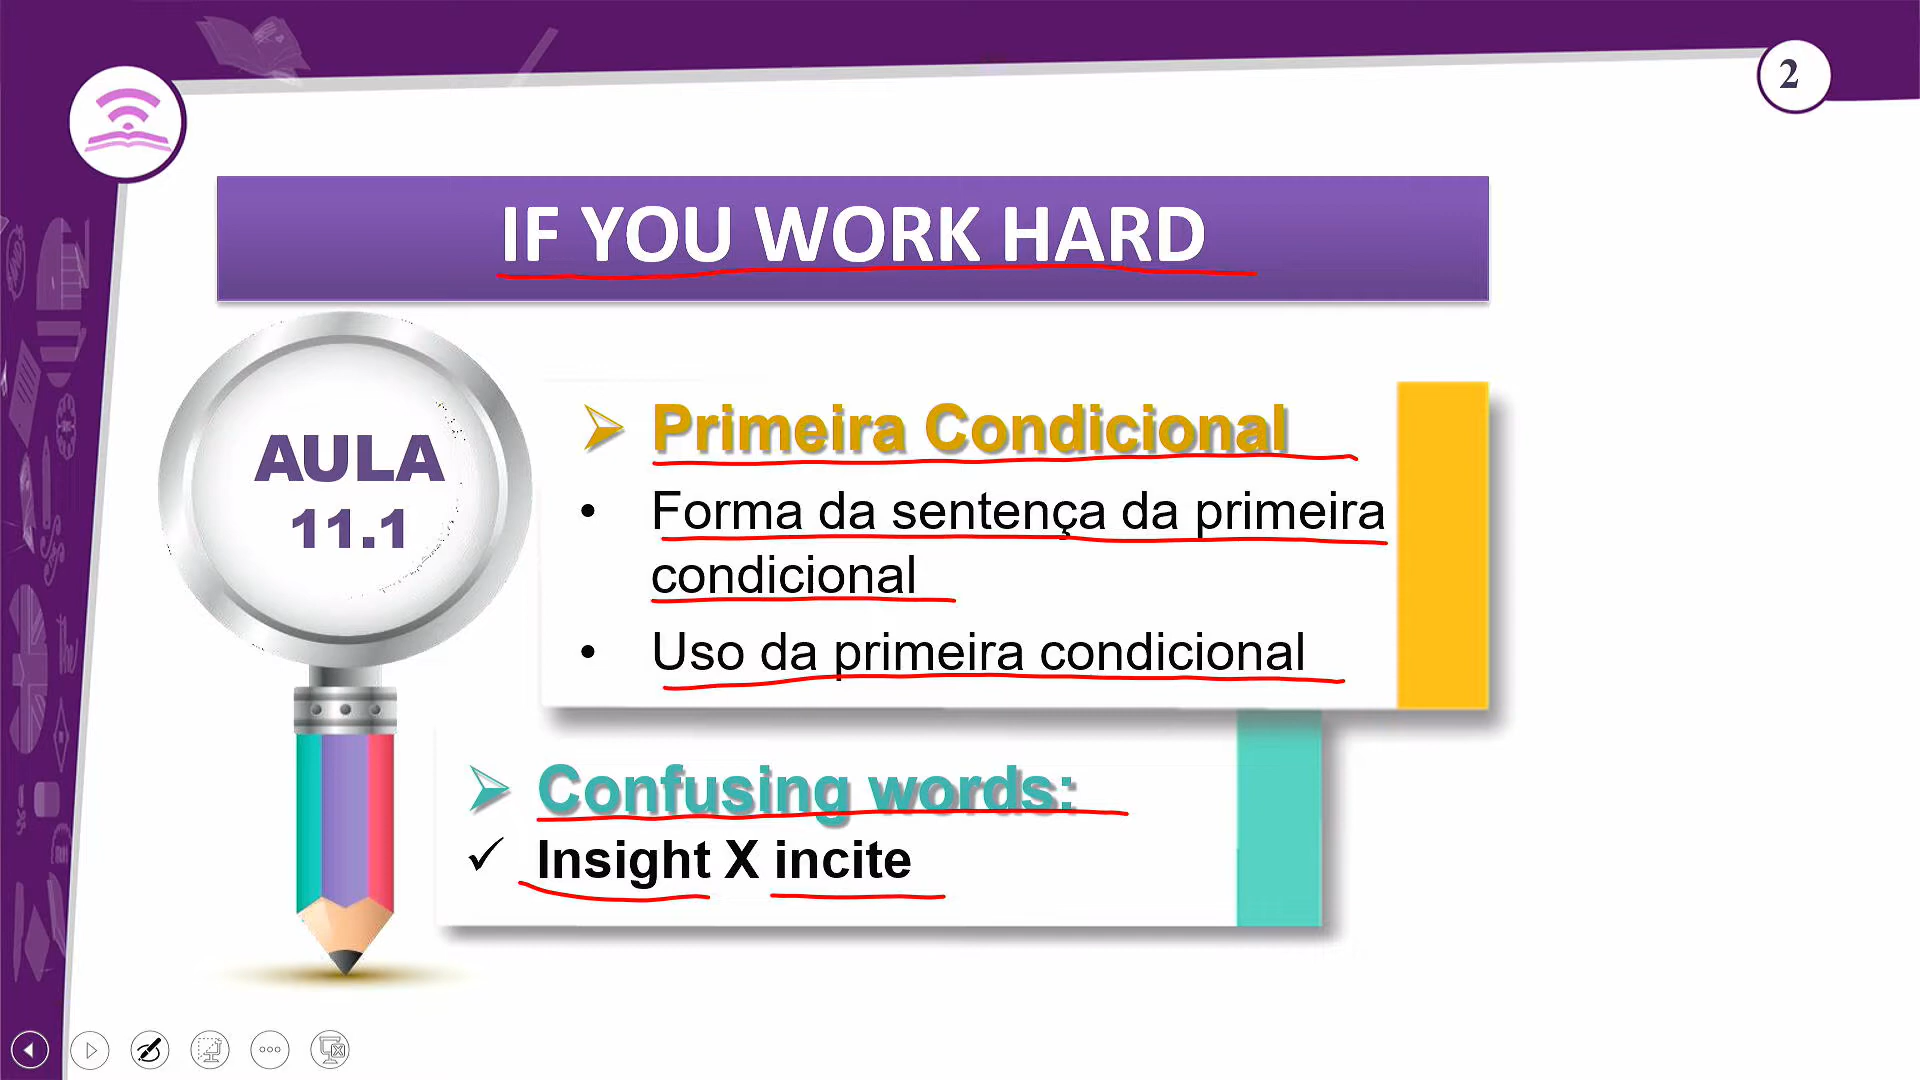 2
IF YOU WORK HARD
AULA
11.1
Primeira Condicional
• Forma da sentença da primeira
condicional
• Uso da primeira condicional
Confusing words:
✓ Insight X incite